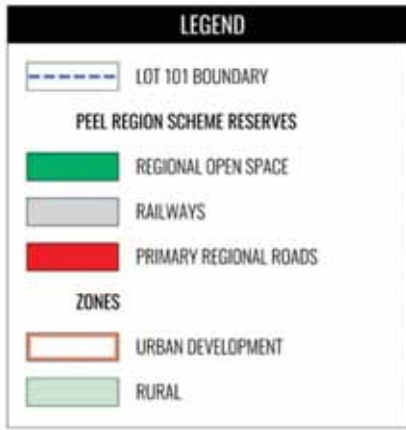 LEGEND
LOT 101 BOUNDARY
PEEL REGION SCHEME RESERVES
REGIONAL OPEN SPACE
RAILWAYS
PRIMARY REGIONAL ROADS
ZONES
URBAN DEVELOPMENT
RURAL